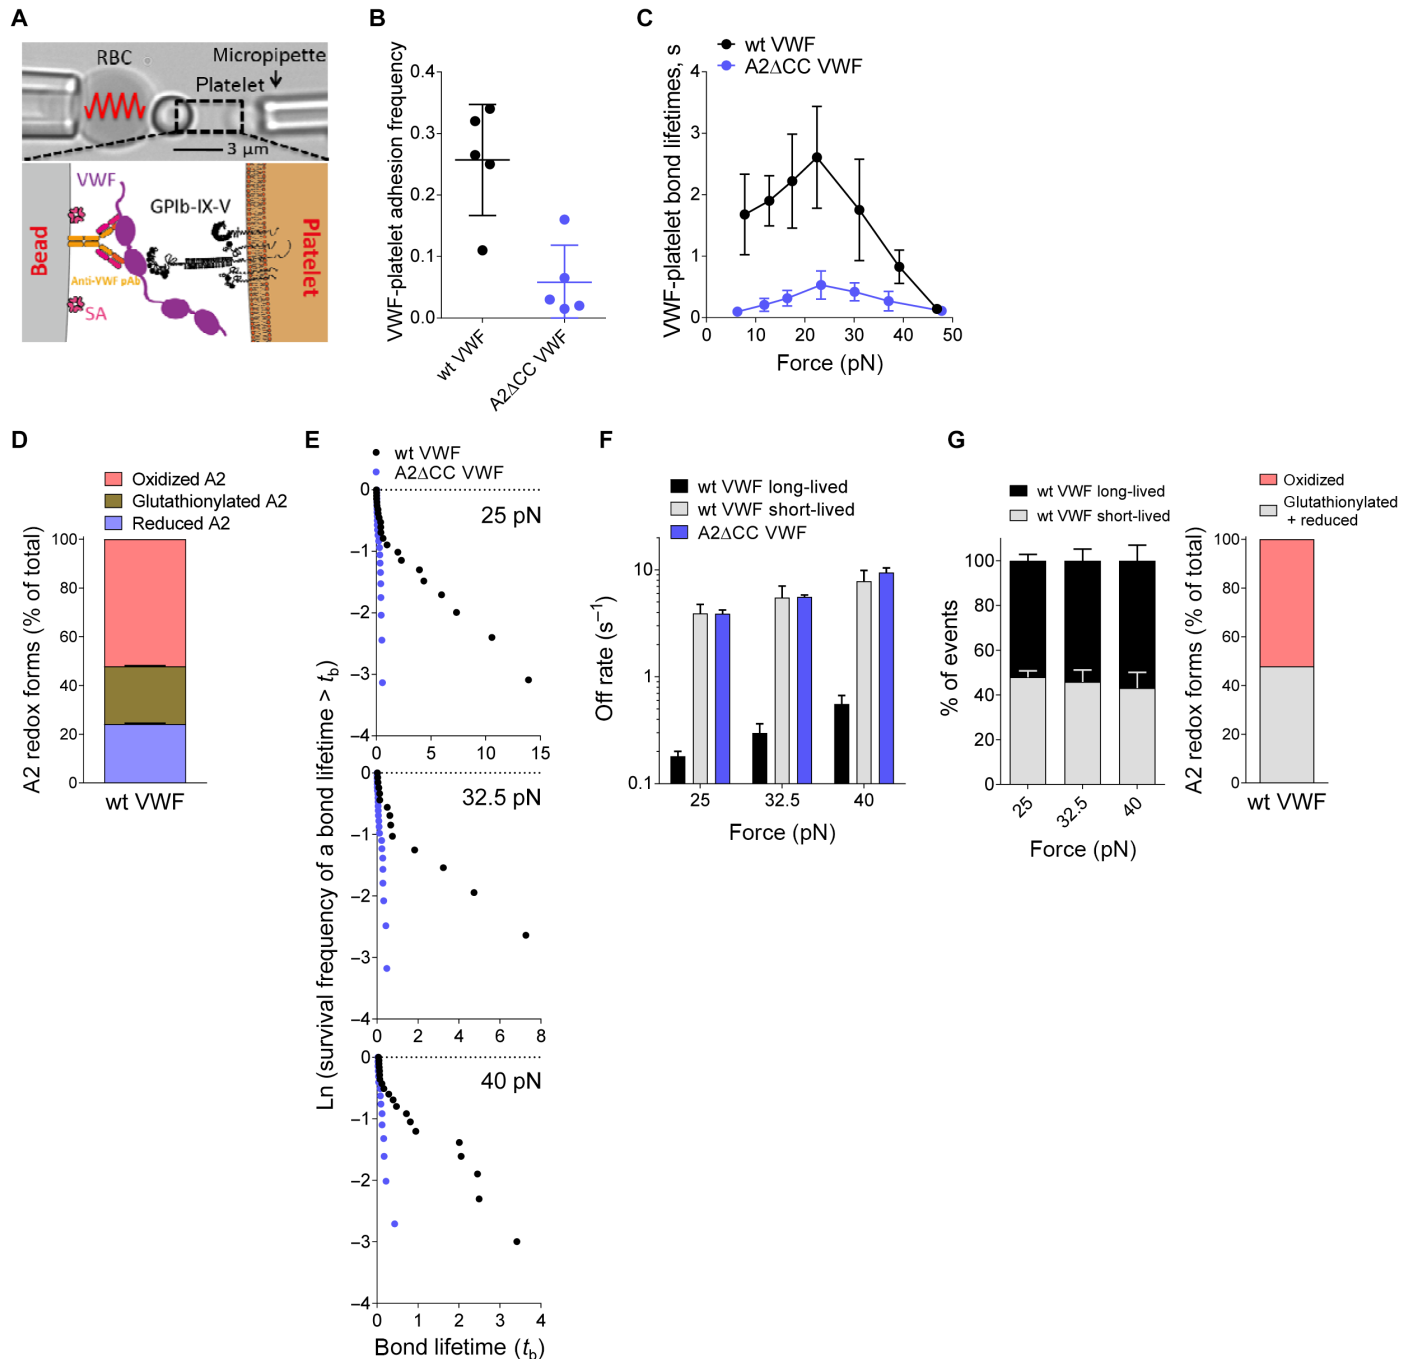 A
RBC
Micropipette
Platelet
3 µm
VWF
GPIb-IX-V
Bead
Anti-VWF pAb
SA
Platelet
B
VWF-platelet adhesion frequency
0.4
0.3
0.2
0.1
0.0
wt VWF
A2ΔCC VWF
C
wt VWF
A2ΔCC VWF
VWF-platelet bond lifetimes, s
4
3
2
1
0
0 10 20 30 40 50
Force (pN)
D
Oxidized A2
Glutathionylated A2
Reduced A2
A2 redox forms (% of total)
100
80
60
40
20
0
wt VWF
E
wt VWF
A2ΔCC VWF
Ln (survival frequency of a bond lifetime > tb)
25 pN
0
–1
–2
–3
–4
0 5 10 15
32.5 pN
0
–1
–2
–3
–4
0 2 4 6 8
40 pN
0
–1
–2
–3
–4
0 1 2 3 4
Bond lifetime (tb)
F
wt VWF long-lived
wt VWF short-lived
A2ΔCC VWF
Off rate (s⁻¹)
10
1
0.1
25 32.5 40
Force (pN)
G
wt VWF long-lived
wt VWF short-lived
% of events
100
80
60
40
20
0
25 32.5 40
Force (pN)
Oxidized
Glutathionylated
+ reduced
A2 redox forms (% of total)
100
80
60
40
20
0
wt VWF